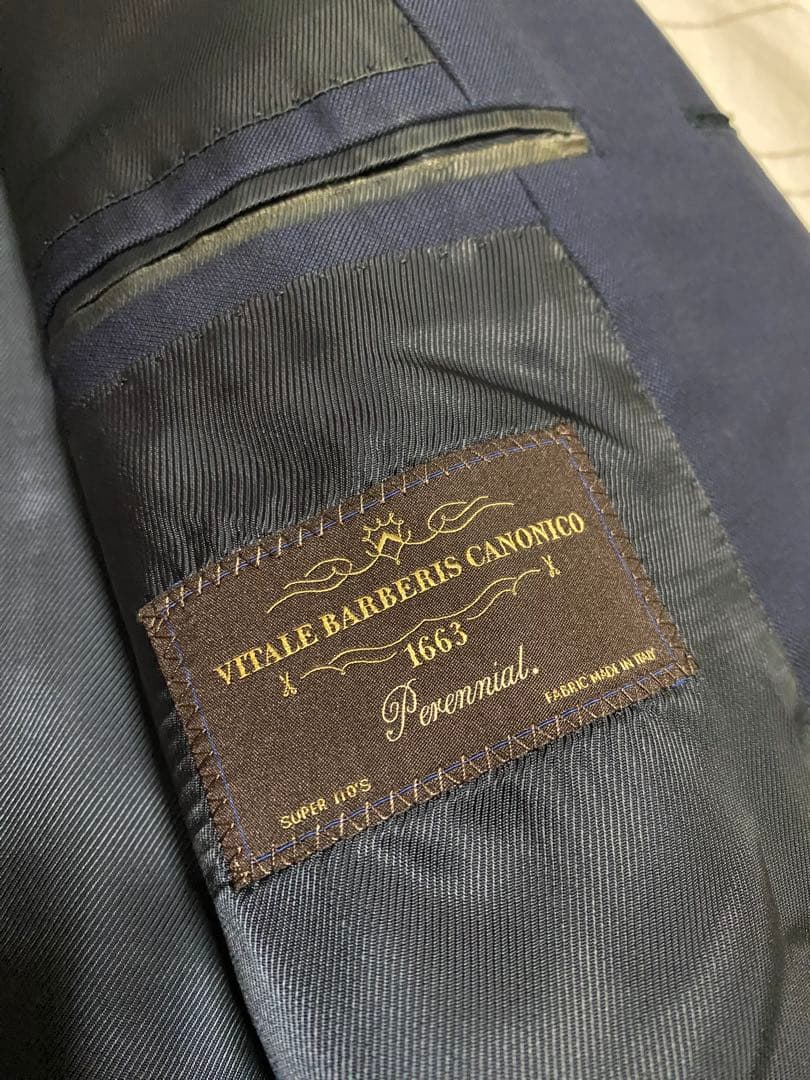 VITALE BARBERIS CANONICO
1663
Perennial.
FABRIC MADE IN ITALY
SUPER 110'S